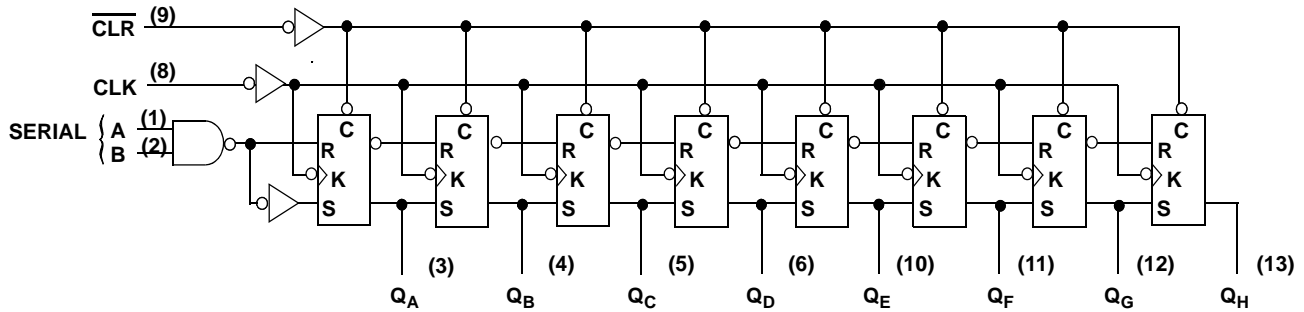 CLR (9)
CLK (8)
SERIAL { A (1)
B (2)
C C C C C C C C
R R R R R R R R
K K K K K K K K
S S S S S S S S
(3) (4) (5) (6) (10) (11) (12) (13)
QA QB QC QD QE QF QG QH